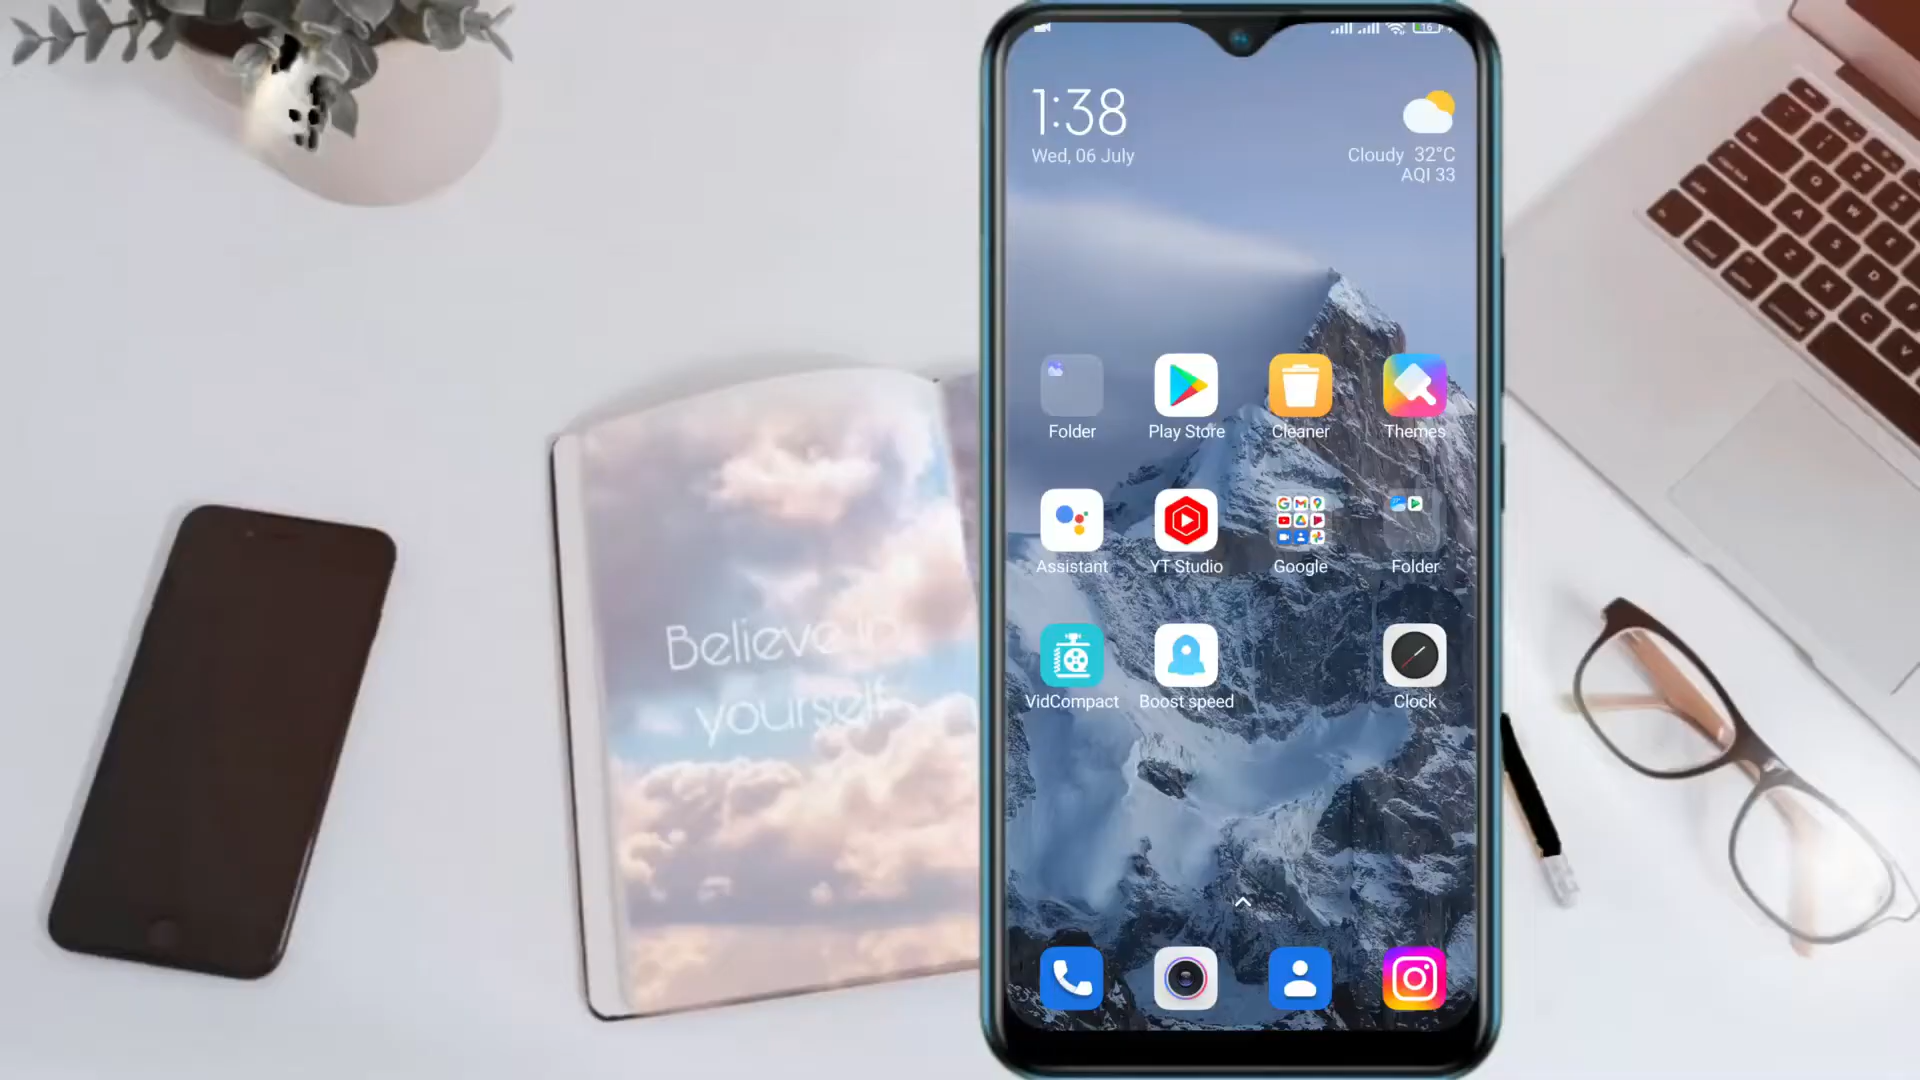 16
1:38
Wed, 06 July
Cloudy 32°C
AQI 33
Folder
Play Store
Cleaner
Themes
Assistant
YT Studio
Google
Folder
VidCompact
Boost speed
Clock
Believe in
yourself